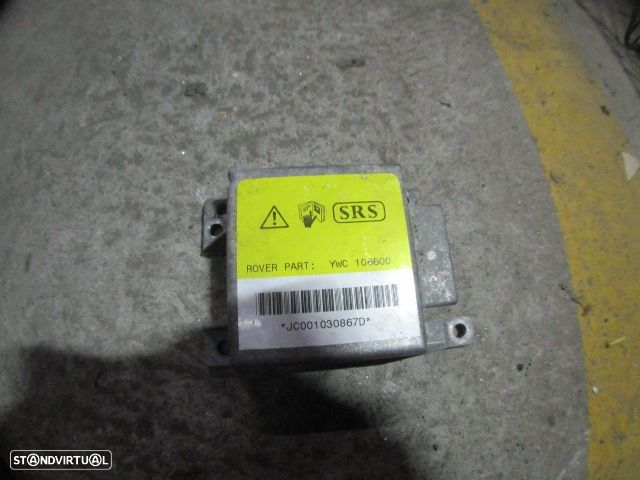 SRS
ROVER PART: YWC 106600
*JC001030867D*
STANDVIRTUAL